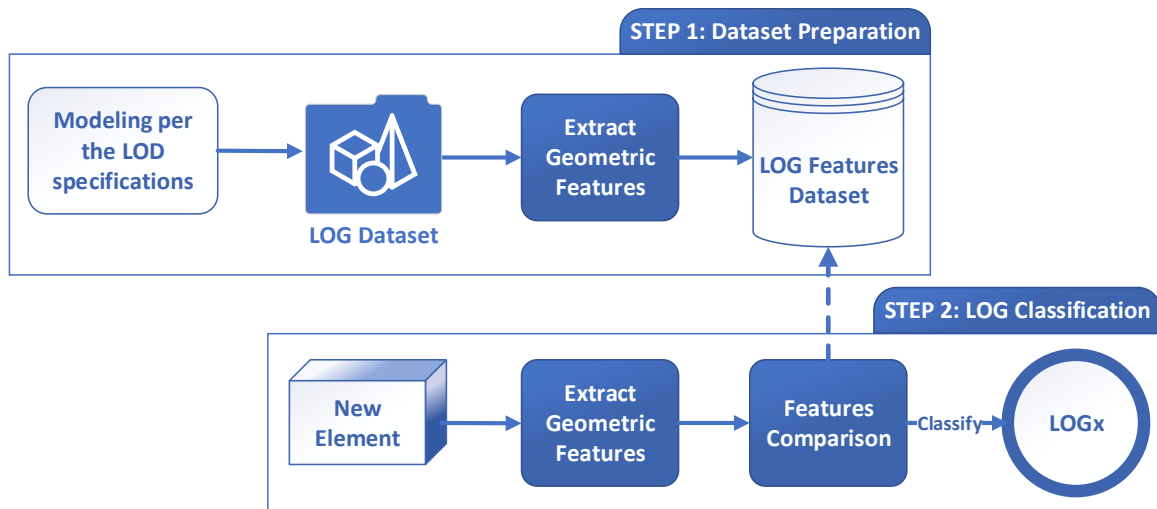 STEP 1: Dataset Preparation
Modeling per
the LOD
specifications
LOG Dataset
Extract
Geometric
Features
LOG Features
Dataset
STEP 2: LOG Classification
New
Element
Extract
Geometric
Features
Features
Comparison
Classify
LOGx